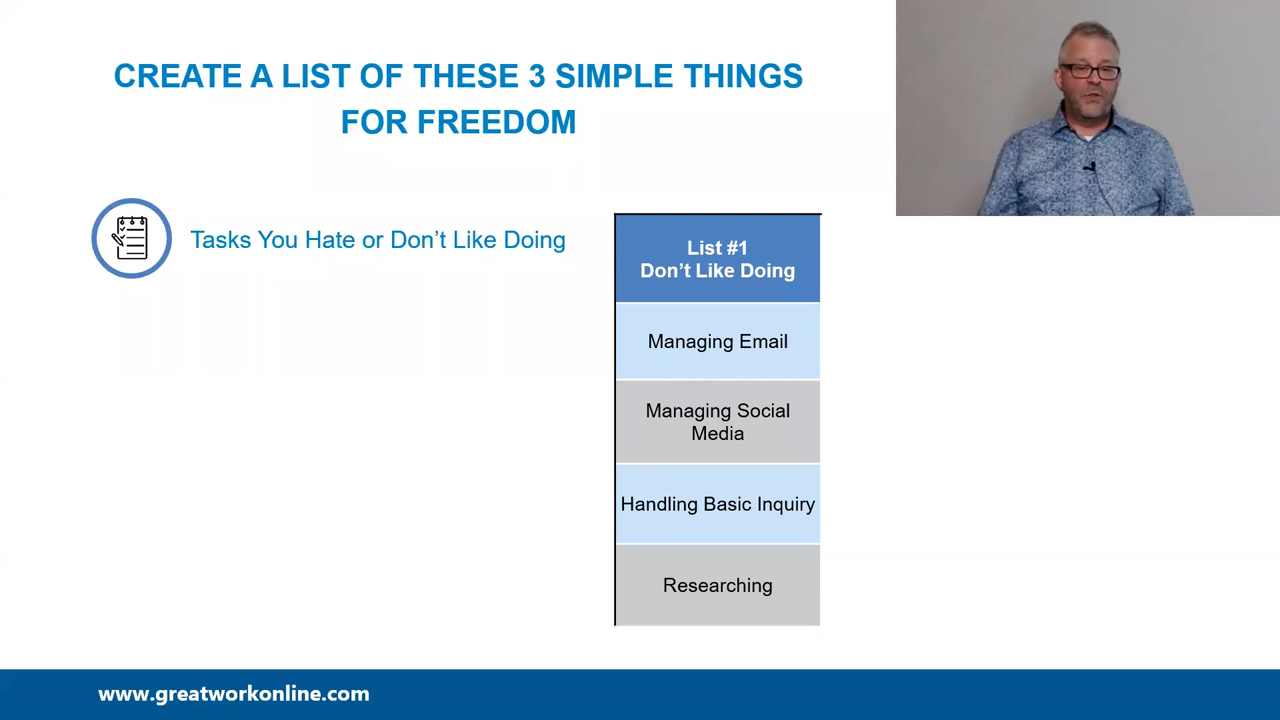 CREATE A LIST OF THESE 3 SIMPLE THINGS
FOR FREEDOM
Tasks You Hate or Don’t Like Doing
List #1
Don’t Like Doing
Managing Email
Managing Social
Media
Handling Basic Inquiry
Researching
www.greatworkonline.com